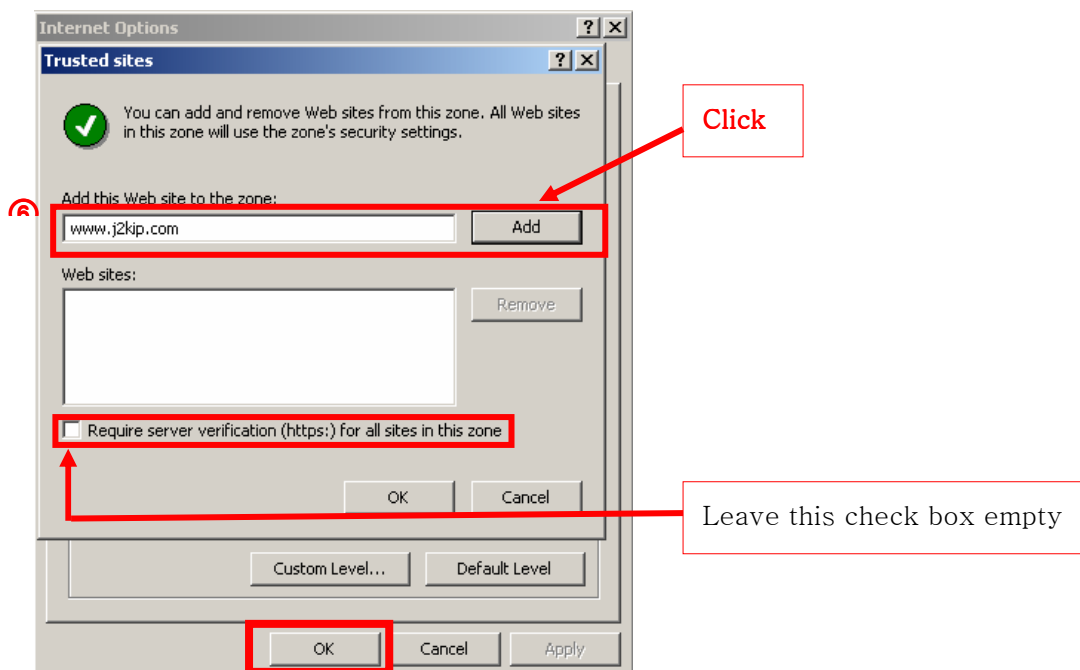 Internet Options
Trusted sites
You can add and remove Web sites from this zone. All Web sites
in this zone will use the zone's security settings.
Click
Add this Web site to the zone:
⑥
www.j2kip.com
Add
Web sites:
Remove
Require server verification (https:) for all sites in this zone
OK
Cancel
Leave this check box empty
Custom Level...
Default Level
OK
Cancel
Apply